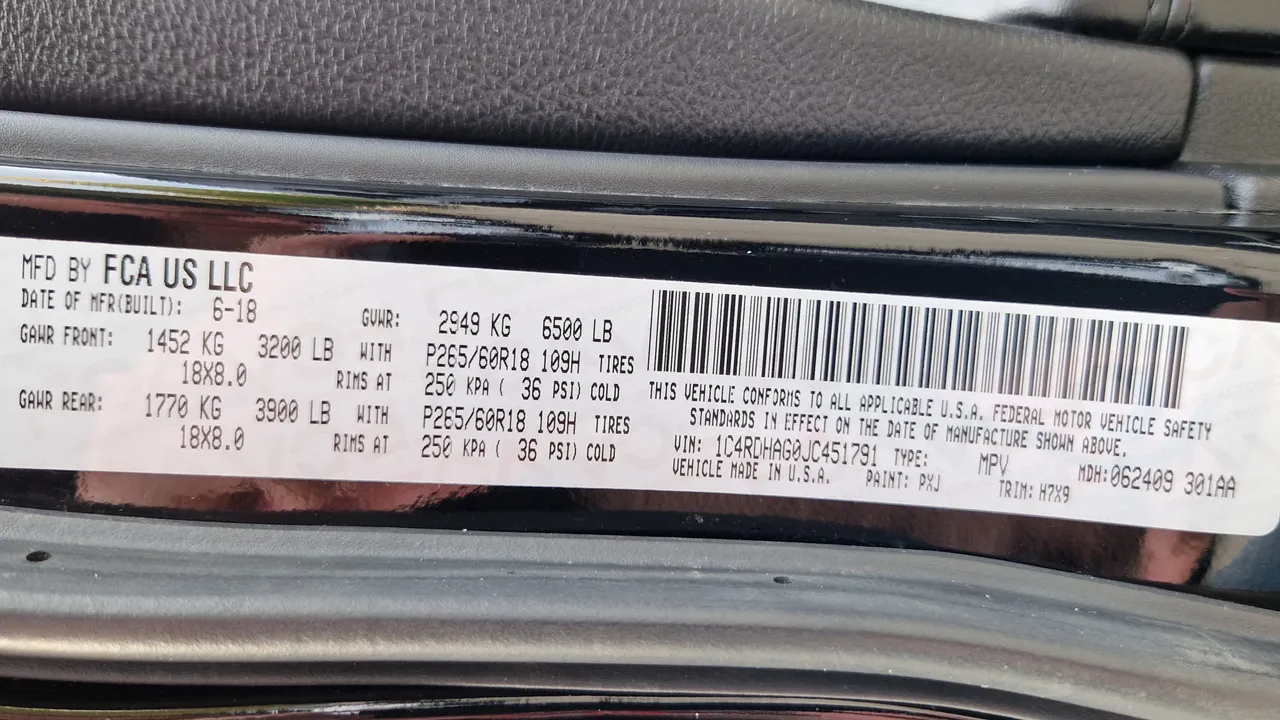 MFD BY FCA US LLC
DATE OF MFR(BUILT): 6-18 GVWR: 2949 KG 6500 LB
GAWR FRONT: 1452 KG 3200 LB WITH P265/60R18 109H TIRES
18X8.0 RIMS AT 250 KPA ( 36 PSI) COLD
GAWR REAR: 1770 KG 3900 LB WITH P265/60R18 109H TIRES
18X8.0 RIMS AT 250 KPA ( 36 PSI) COLD
THIS VEHICLE CONFORMS TO ALL APPLICABLE U.S.A. FEDERAL MOTOR VEHICLE SAFETY
STANDARDS IN EFFECT ON THE DATE OF MANUFACTURE SHOWN ABOVE.
VIN: 1C4RDHAG0JC451791 TYPE: MPV MDH:062409 301AA
VEHICLE MADE IN U.S.A. PAINT: PXJ TRIM: H7X9